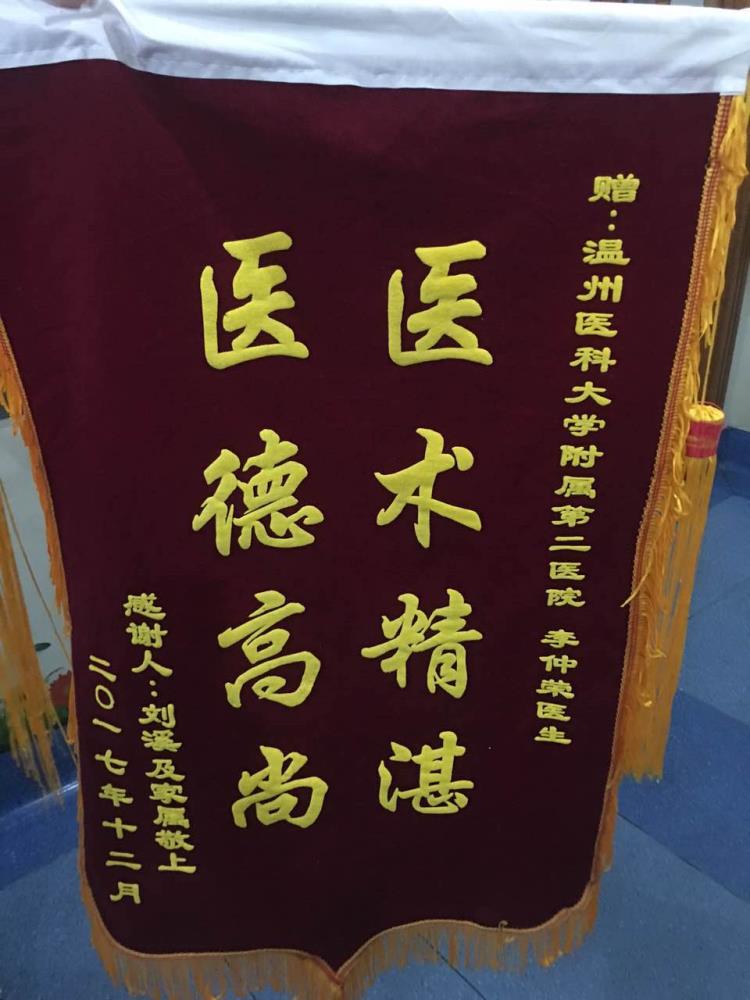 赠：温州医科大学附属第二医院 李仲荣医生
医术精湛
医德高尚
感谢人：刘溪及家属敬上
二〇一七年十二月